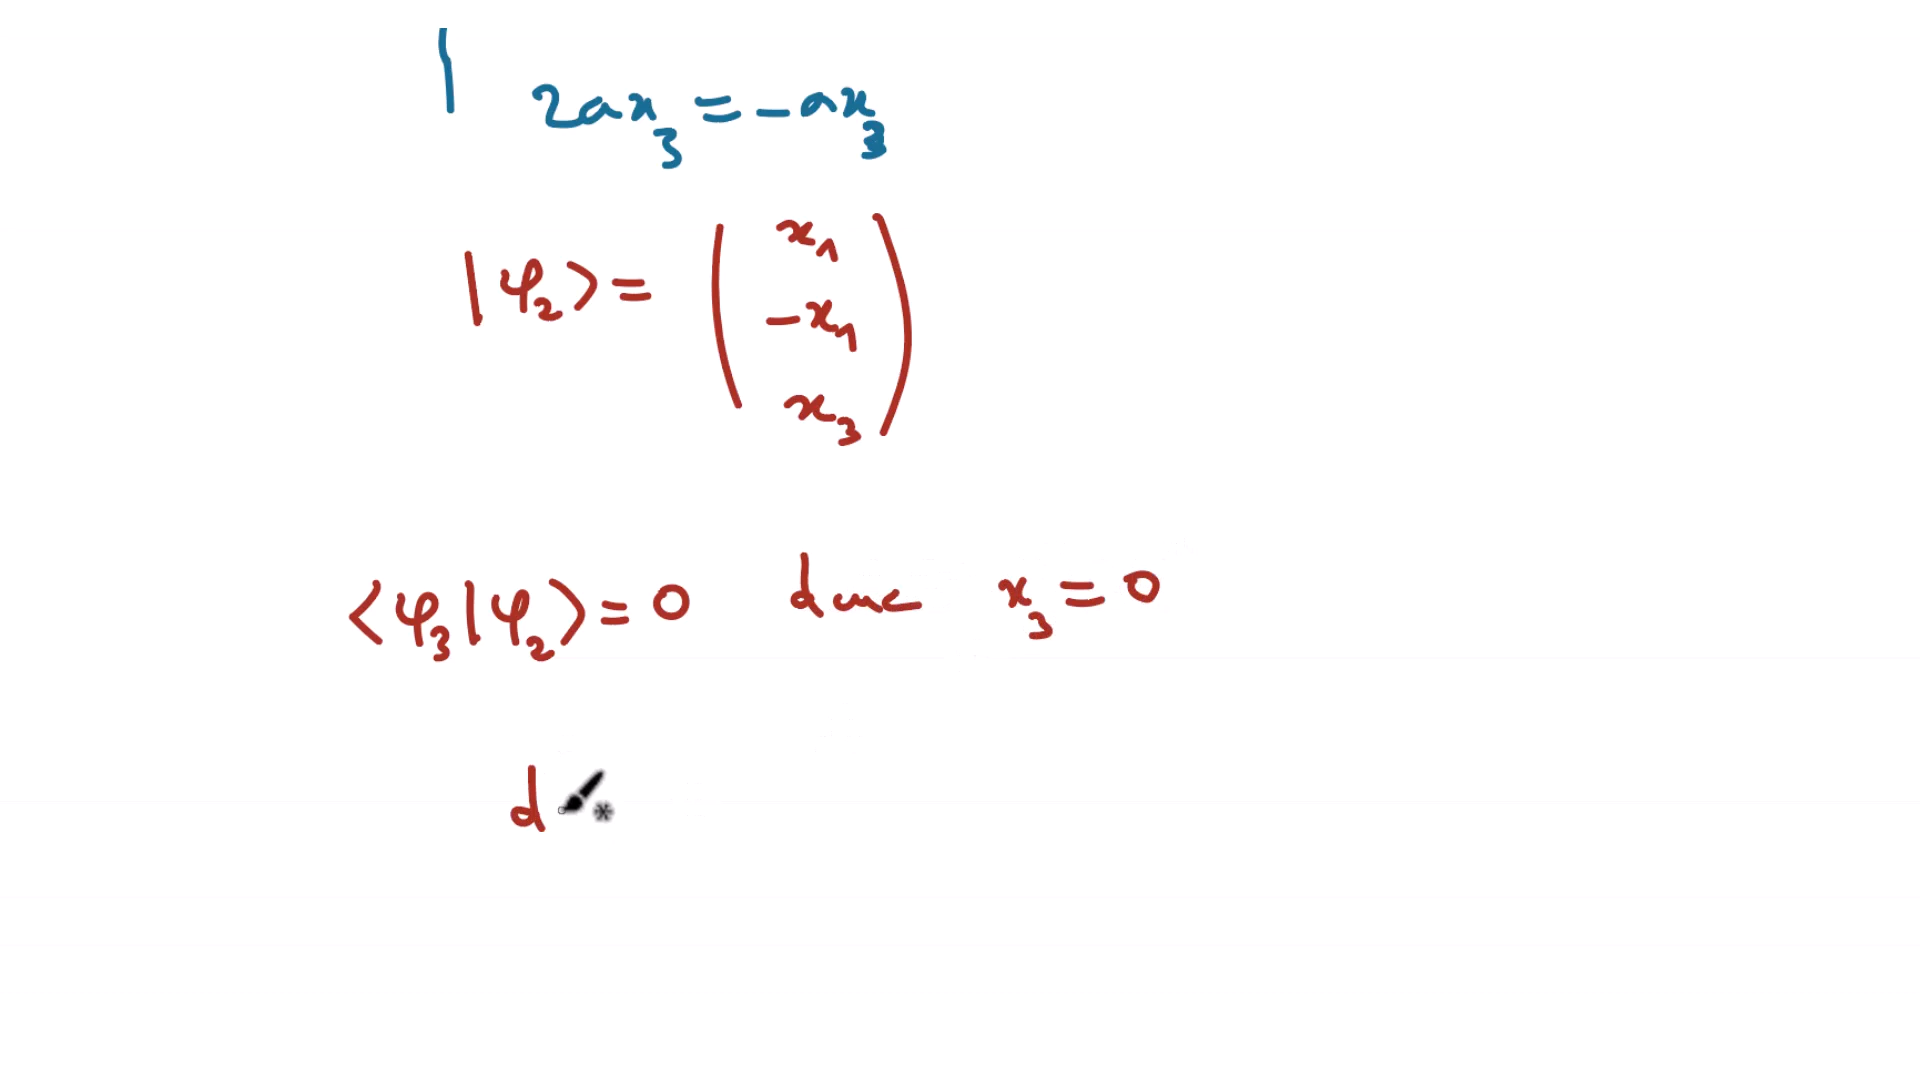 2ax₃ = -ax₃
|φ₂⟩ = ( x₁
-x₁
x₃ )
⟨φ₃|φ₂⟩ = 0 donc x₃ = 0
d